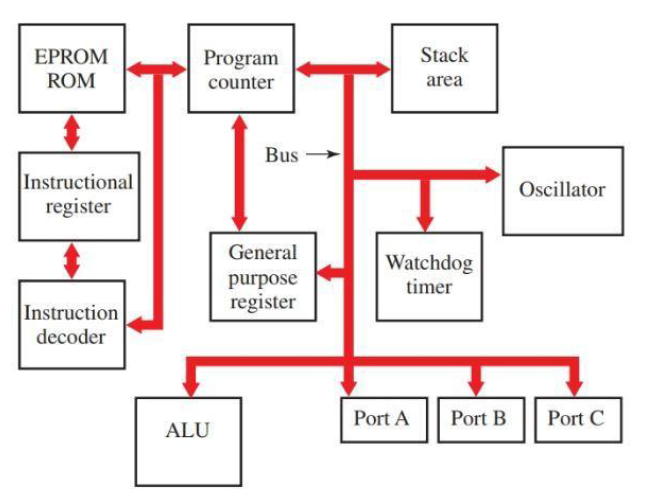 EPROM
ROM
Program
counter
Stack
area
Bus
Instructional
register
Oscillator
General
purpose
register
Watchdog
timer
Instruction
decoder
ALU
Port A
Port B
Port C